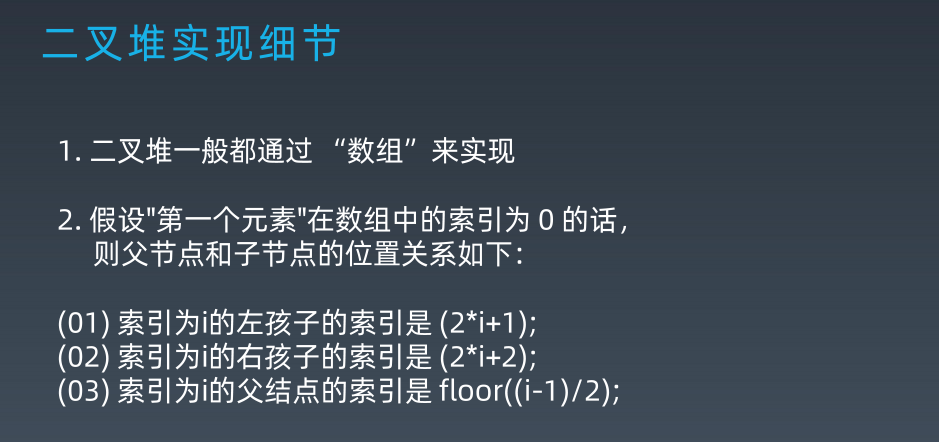 二叉堆实现细节
1. 二叉堆一般都通过 “数组”来实现
2. 假设"第一个元素"在数组中的索引为 0 的话，
则父节点和子节点的位置关系如下：
(01) 索引为i的左孩子的索引是 (2*i+1);
(02) 索引为i的右孩子的索引是 (2*i+2);
(03) 索引为i的父结点的索引是 floor((i-1)/2);